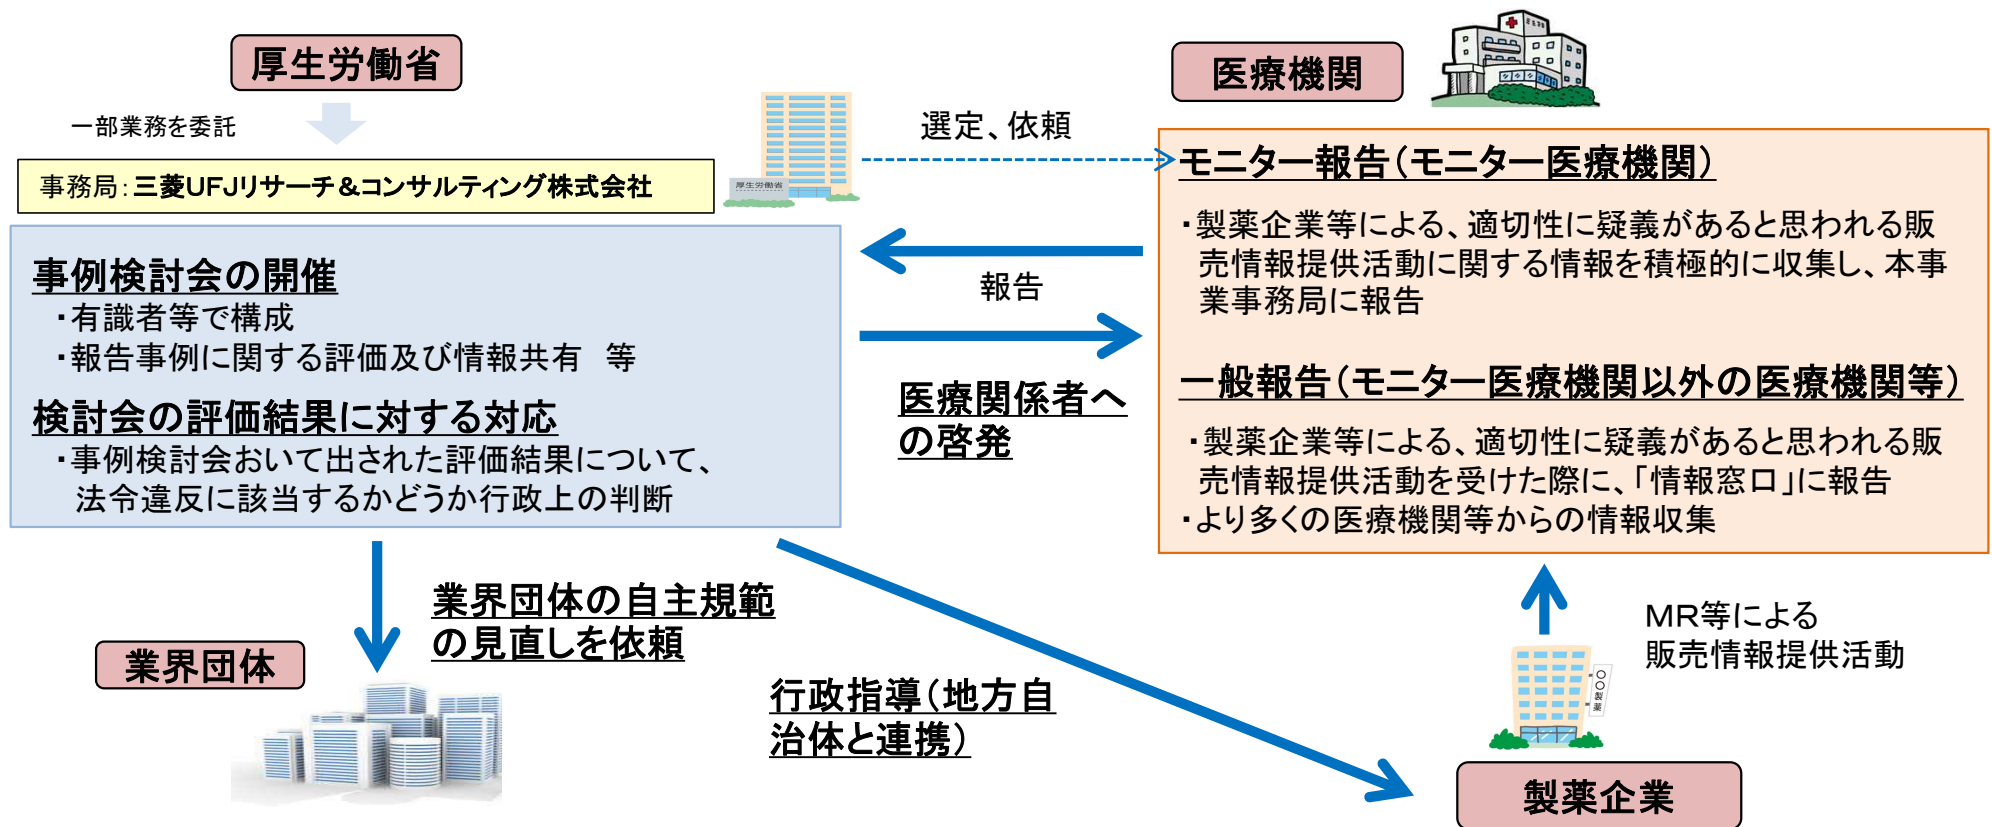 厚生労働省
一部業務を委託
事務局：三菱UFJリサーチ＆コンサルティング株式会社
事例検討会の開催
・有識者等で構成
・報告事例に関する評価及び情報共有　等
検討会の評価結果に対する対応
・事例検討会おいて出された評価結果について、
法令違反に該当するかどうか行政上の判断
厚生労働省
選定、依頼
報告
医療関係者へ
の啓発
医療機関
モニター報告（モニター医療機関）
・製薬企業等による、適切性に疑義があると思われる販
売情報提供活動に関する情報を積極的に収集し、本事
業事務局に報告
一般報告（モニター医療機関以外の医療機関等）
・製薬企業等による、適切性に疑義があると思われる販
売情報提供活動を受けた際に、「情報窓口」に報告
・より多くの医療機関等からの情報収集
業界団体の自主規範
の見直しを依頼
業界団体
行政指導（地方自
治体と連携）
MR等による
販売情報提供活動
〇〇製薬
製薬企業